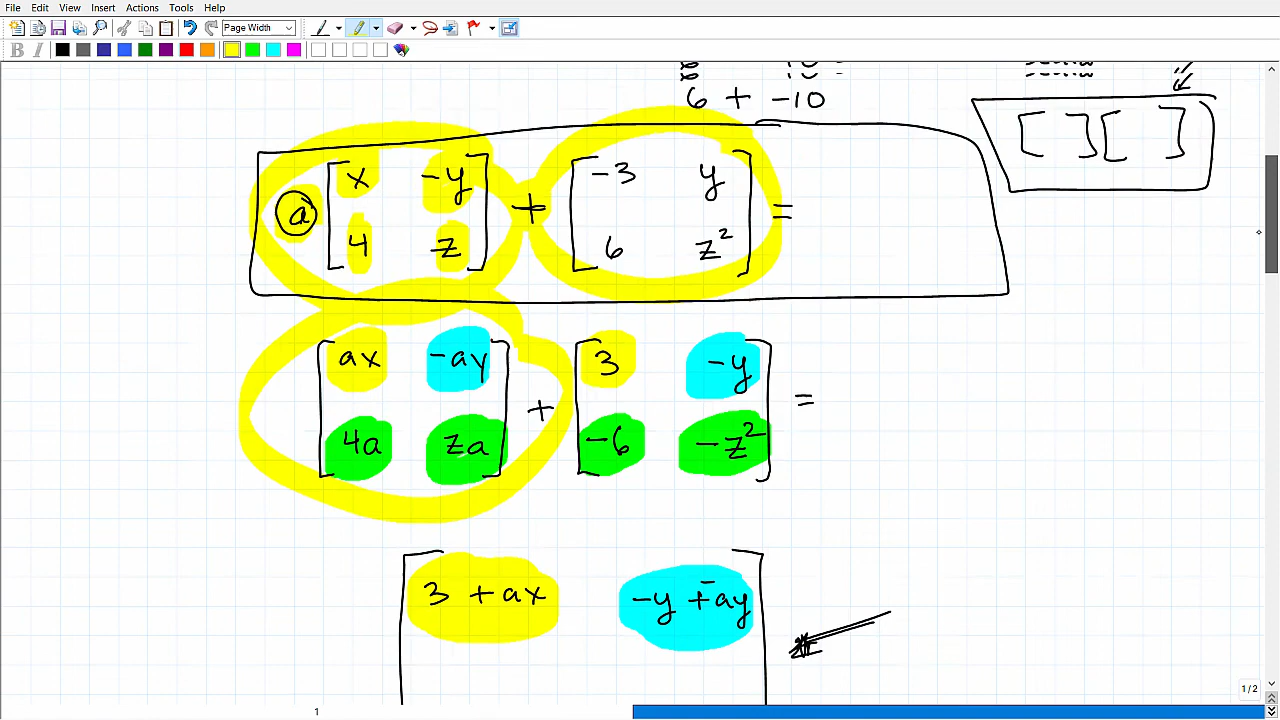 File Edit View Insert Actions Tools Help
Page Width
B I
6 + -10
[ ][ ]
a [ x -y ] + [ -3 y ] =
[ 4 z ] [ 6 z² ]
[ ax -ay ] + [ 3 -y ] =
[ 4a za ] [ -6 -z² ]
[ 3 + ax -y + -ay ]
1/2
1